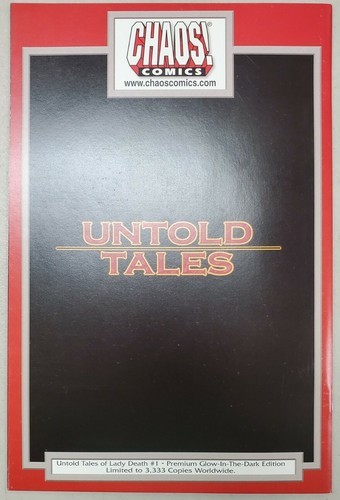 CHAOS!®
COMICS
www.chaoscomics.com
UNTOLD
TALES
Untold Tales of Lady Death #1 • Premium Glow-In-The-Dark Edition
Limited to 3,333 Copies Worldwide.